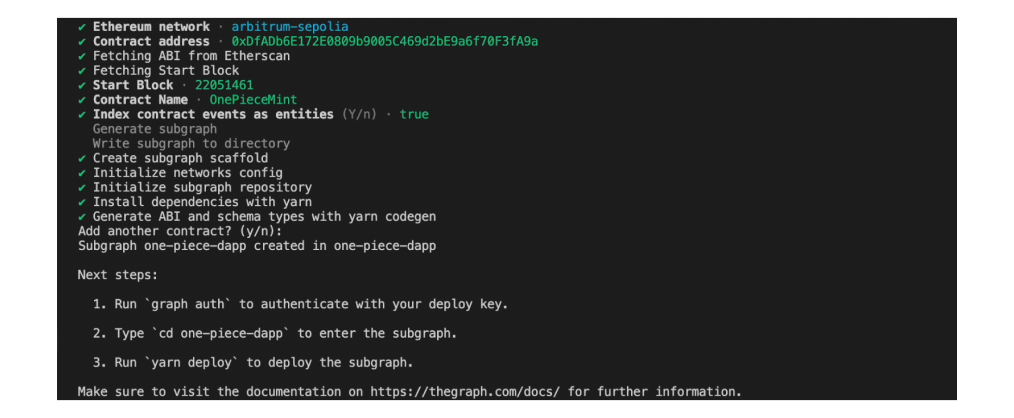 ✔ Ethereum network · arbitrum-sepolia
✔ Contract address · 0xDfADb6E172E0809b9005C469d2bE9a6f70F3fA9a
✔ Fetching ABI from Etherscan
✔ Fetching Start Block
✔ Start Block · 22051461
✔ Contract Name · OnePieceMint
✔ Index contract events as entities (Y/n) · true
Generate subgraph
Write subgraph to directory
✔ Create subgraph scaffold
✔ Initialize networks config
✔ Initialize subgraph repository
✔ Install dependencies with yarn
✔ Generate ABI and schema types with yarn codegen
Add another contract? (y/n):
Subgraph one-piece-dapp created in one-piece-dapp
Next steps:
1. Run `graph auth` to authenticate with your deploy key.
2. Type `cd one-piece-dapp` to enter the subgraph.
3. Run `yarn deploy` to deploy the subgraph.
Make sure to visit the documentation on https://thegraph.com/docs/ for further information.